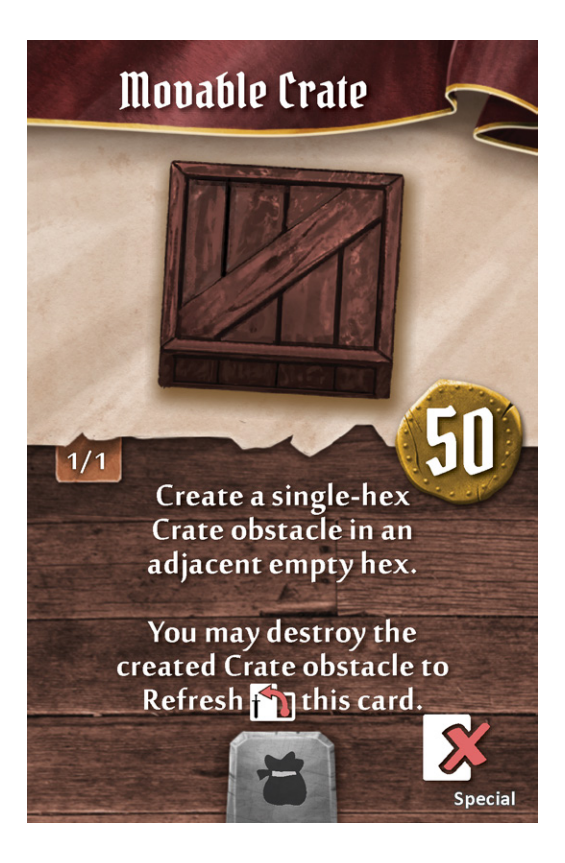 Movable Crate
50
1/1
Create a single-hex
Crate obstacle in an
adjacent empty hex.
You may destroy the
created Crate obstacle to
Refresh this card.
Special